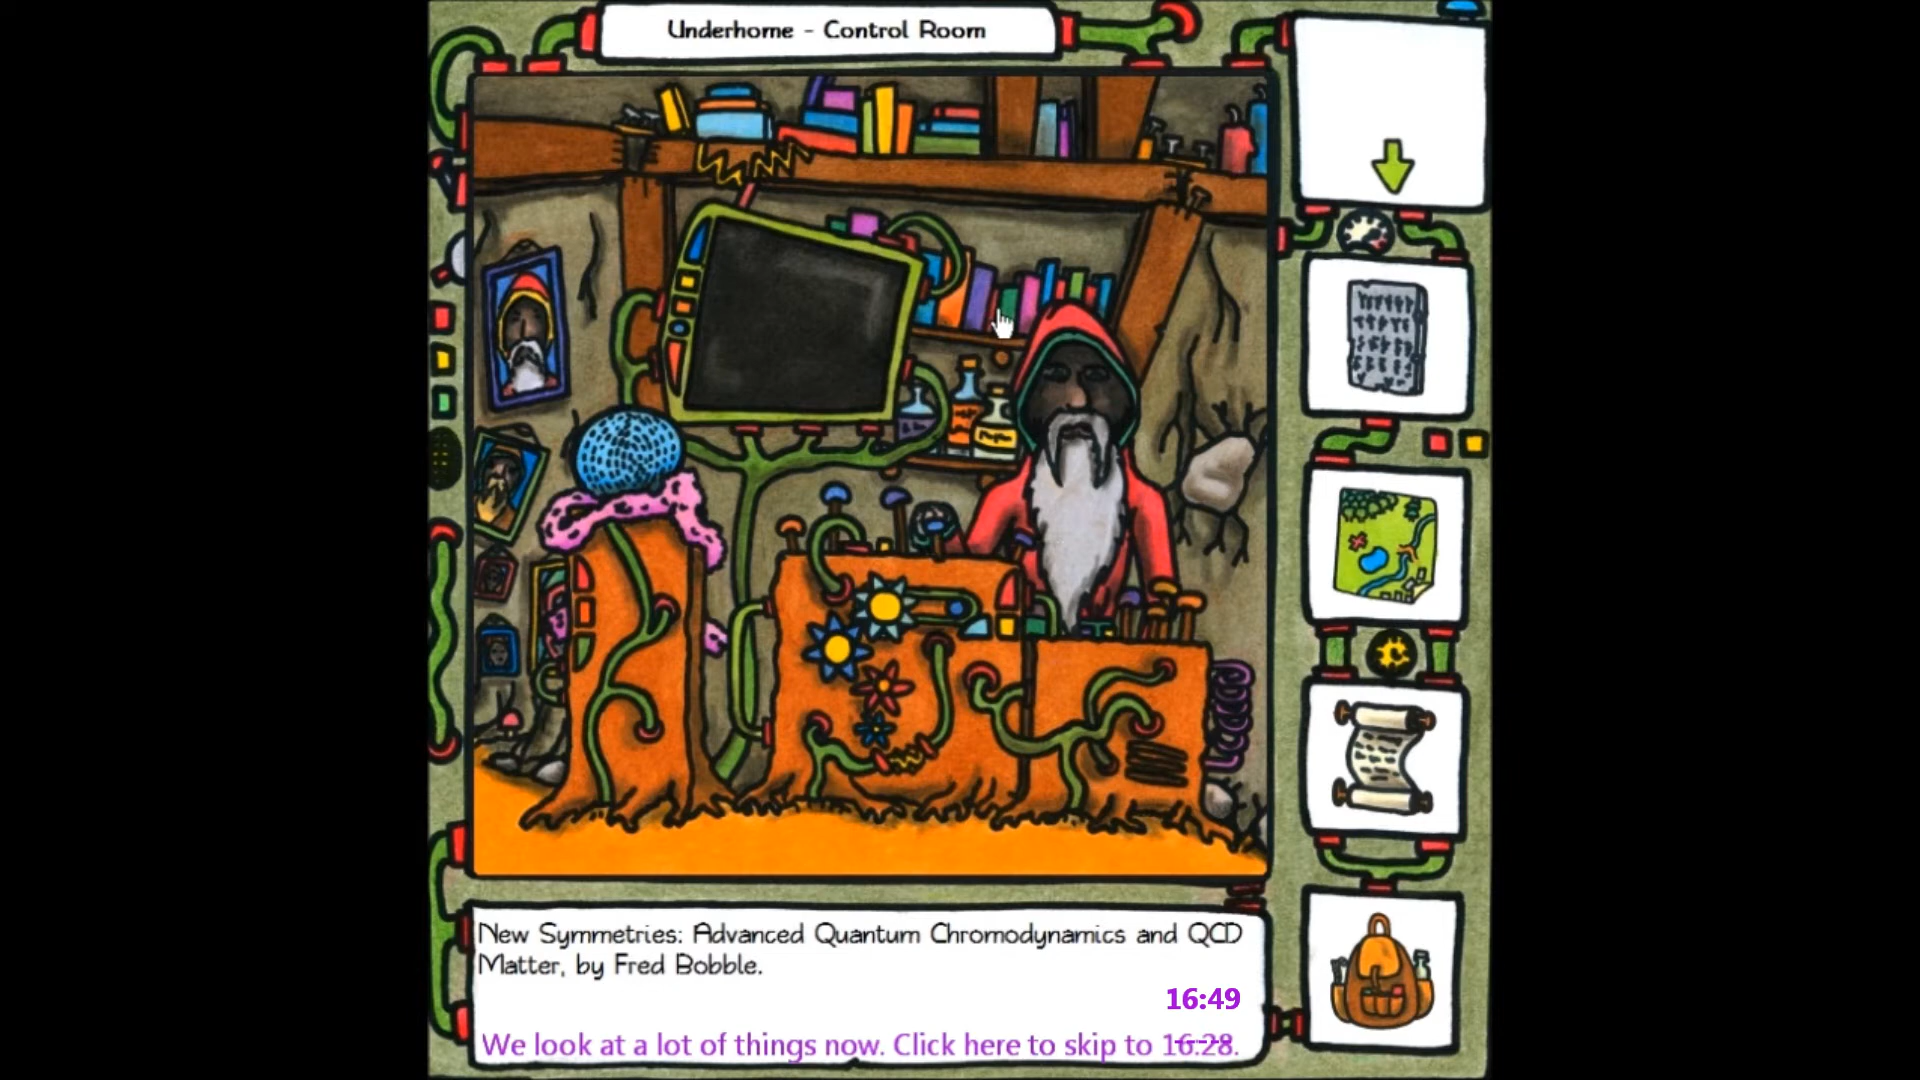 Underhome - Control Room
New Symmetries: Advanced Quantum Chromodynamics and QCD
Matter, by Fred Bobble.
16:49
We look at a lot of things now. Click here to skip to 16:28.